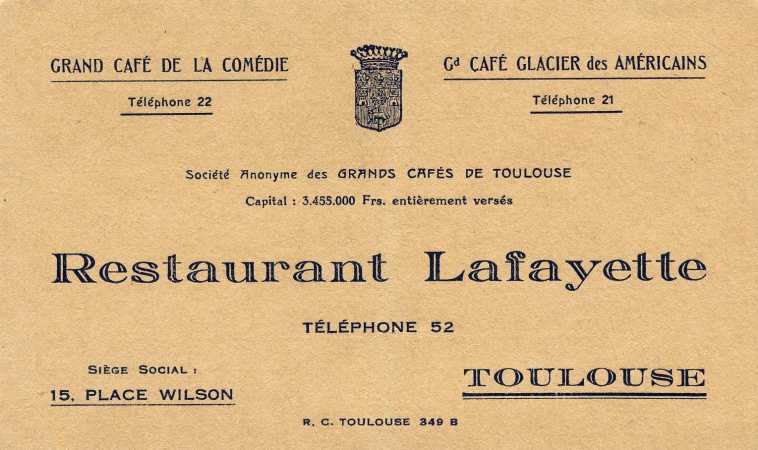 GRAND CAFÉ DE LA COMÉDIE
Téléphone 22
Gd CAFÉ GLACIER des AMÉRICAINS
Téléphone 21
Société Anonyme des GRANDS CAFÉS DE TOULOUSE
Capital : 3.455.000 Frs. entièrement versés
Restaurant Lafayette
TÉLÉPHONE 52
SIÈGE SOCIAL :
15, PLACE WILSON
TOULOUSE
R. C. TOULOUSE 349 B